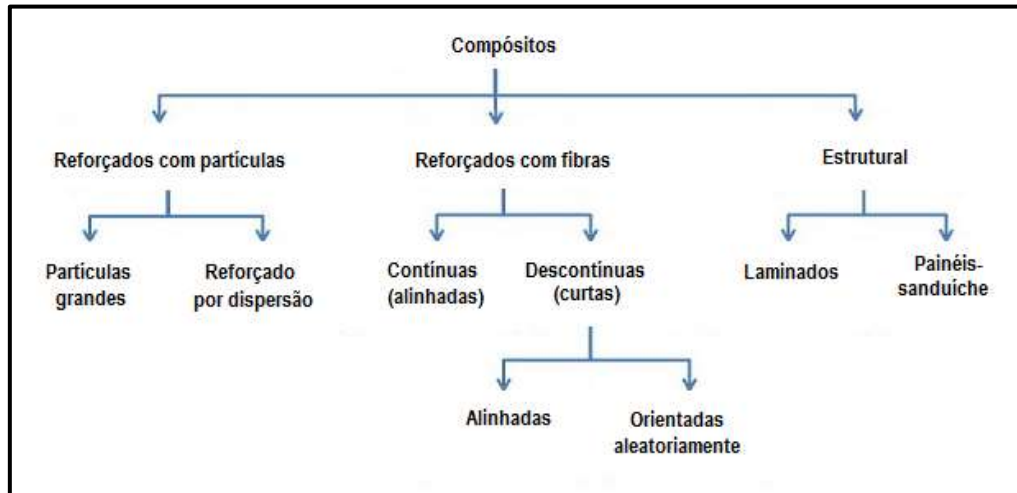 Compósitos
Reforçados com partículas
Reforçados com fibras
Estrutural
Partículas
grandes
Reforçado
por dispersão
Contínuas
(alinhadas)
Descontínuas
(curtas)
Laminados
Painéis-
sanduíche
Alinhadas
Orientadas
aleatoriamente